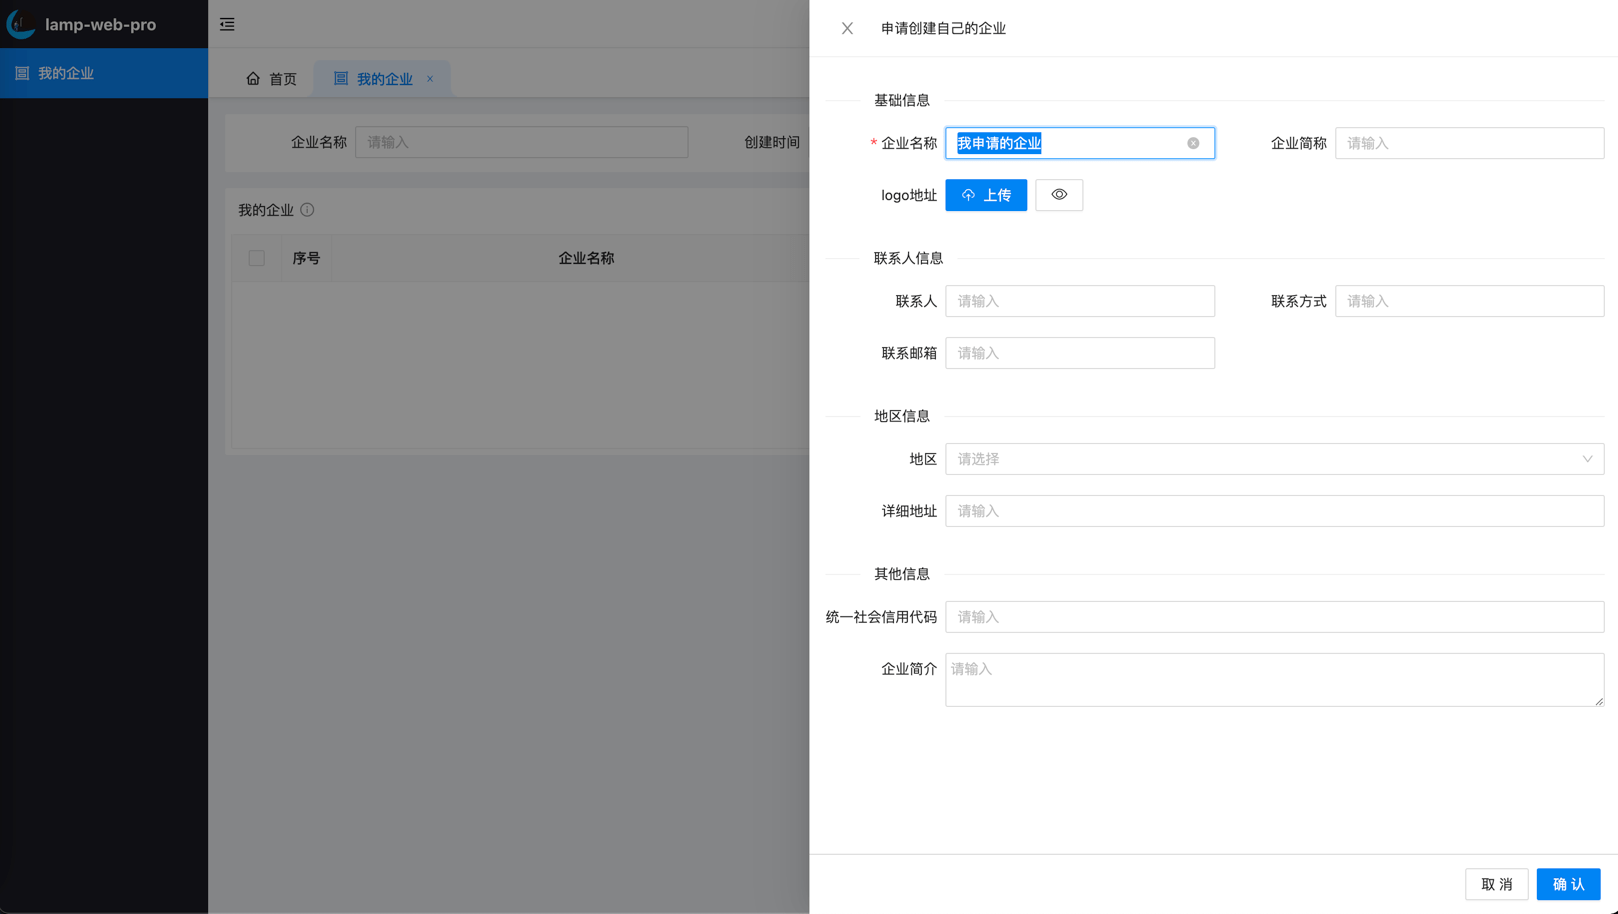 lamp-web-pro
我的企业
首页
我的企业 ×
企业名称 请输入 创建时间
我的企业
序号 企业名称
申请创建自己的企业
基础信息
* 企业名称 我申请的企业 企业简称 请输入
logo地址 上传
联系人信息
联系人 请输入 联系方式 请输入
联系邮箱 请输入
地区信息
地区 请选择
详细地址 请输入
其他信息
统一社会信用代码 请输入
企业简介 请输入
取 消 确 认